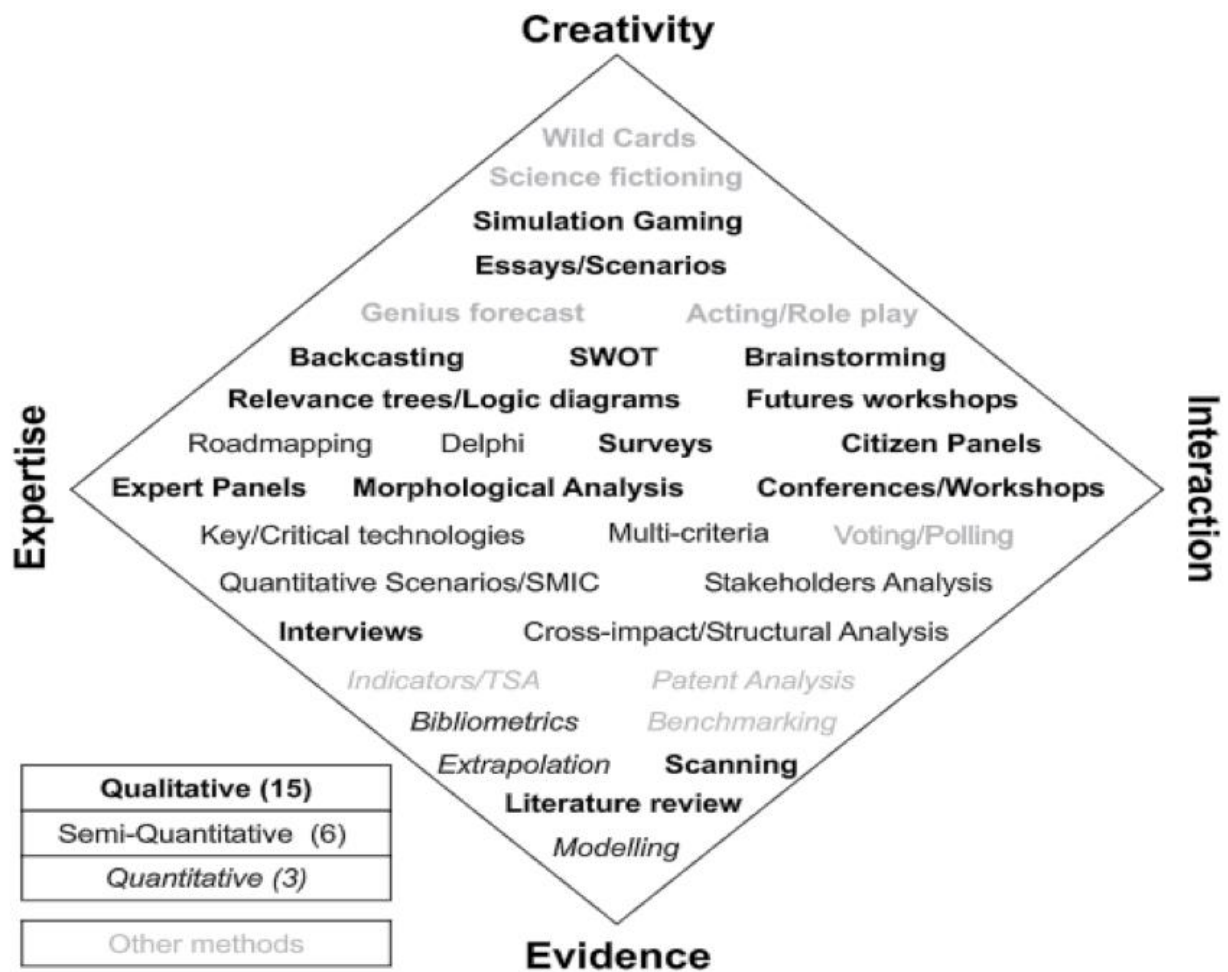 Creativity
Wild Cards
Science fictioning
Simulation Gaming
Essays/Scenarios
Genius forecast Acting/Role play
Backcasting SWOT Brainstorming
Relevance trees/Logic diagrams Futures workshops
Roadmapping Delphi Surveys Citizen Panels
Expert Panels Morphological Analysis Conferences/Workshops
Key/Critical technologies Multi-criteria Voting/Polling
Quantitative Scenarios/SMIC Stakeholders Analysis
Interviews Cross-impact/Structural Analysis
Indicators/TSA Patent Analysis
Bibliometrics Benchmarking
Extrapolation Scanning
Literature review
Modelling
Evidence
Expertise
Interaction
Qualitative (15)
Semi-Quantitative (6)
Quantitative (3)
Other methods